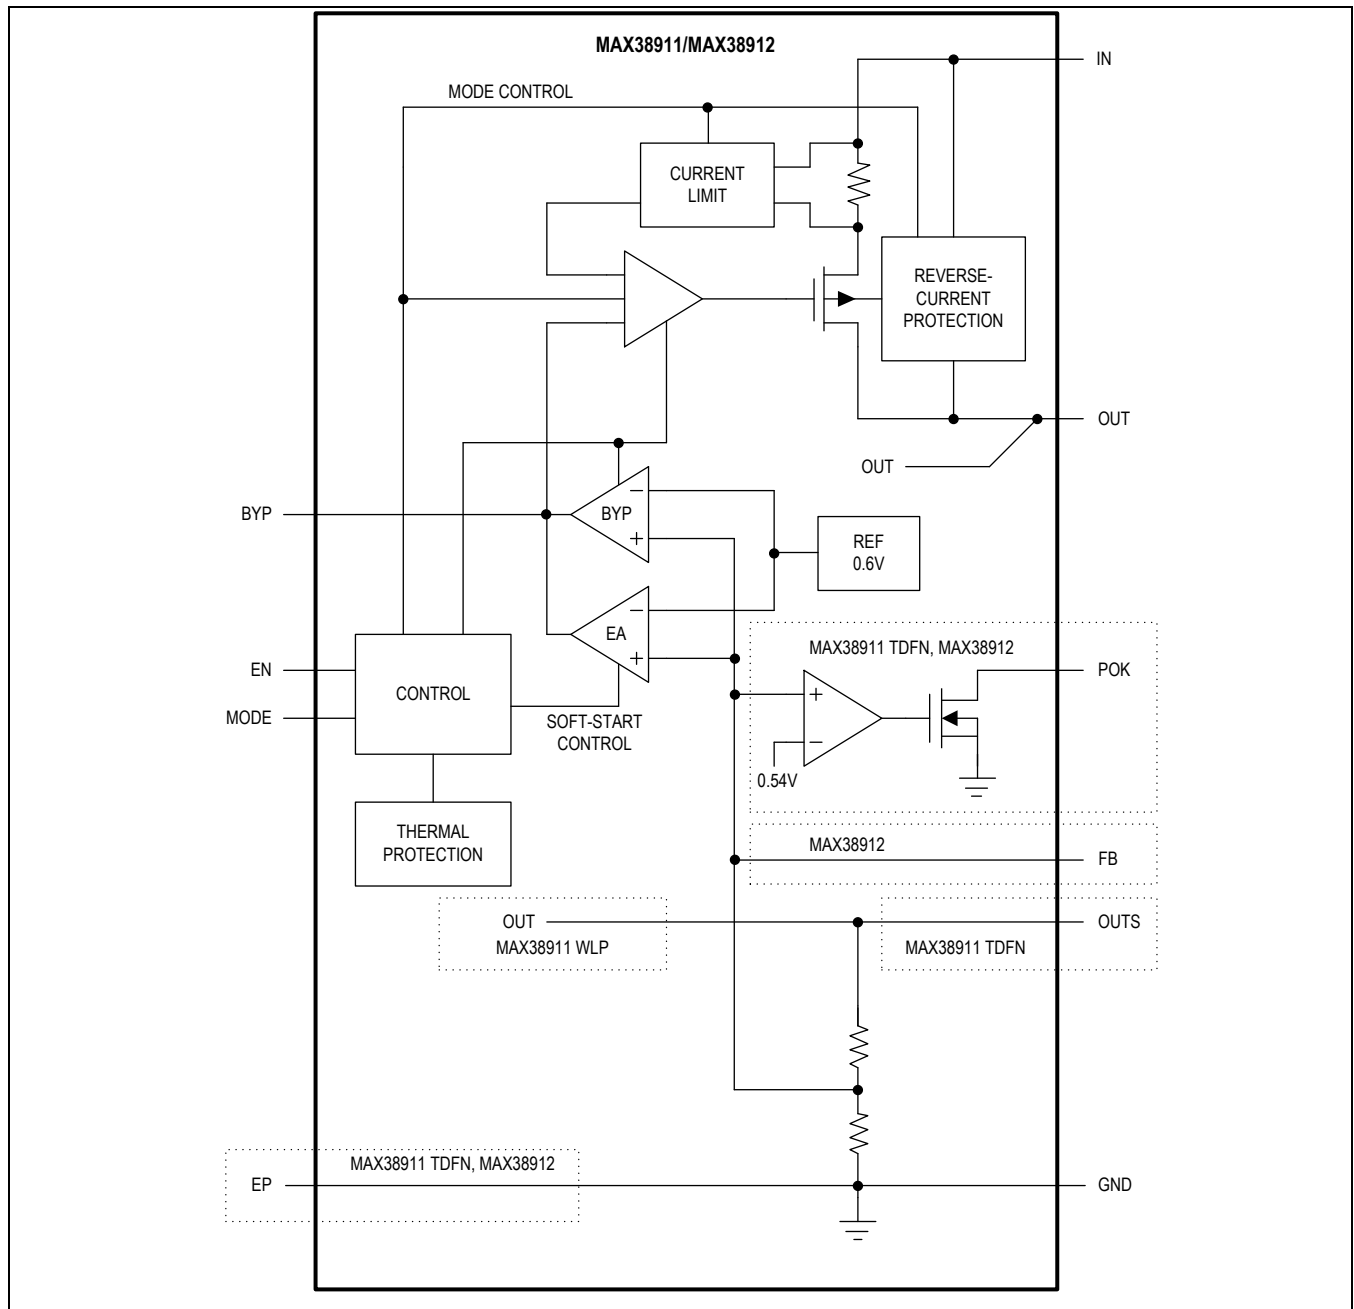 MAX38911/MAX38912
IN
MODE CONTROL
CURRENT
LIMIT
REVERSE-
CURRENT
PROTECTION
OUT
OUT
BYP
−
BYP
+
REF
0.6V
−
EA
+
MAX38911 TDFN, MAX38912
EN
CONTROL
MODE
SOFT-START
CONTROL
+
−
0.54V
POK
THERMAL
PROTECTION
MAX38912
FB
OUT
MAX38911 WLP
OUTS
MAX38911 TDFN
MAX38911 TDFN, MAX38912
EP
GND